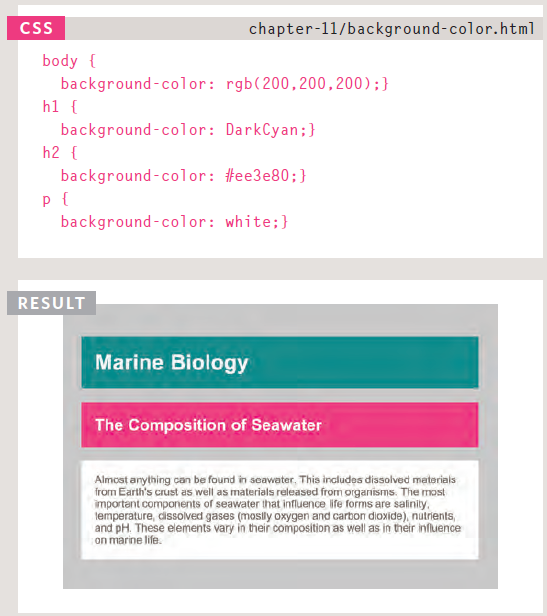 CSS
chapter-11/background-color.html
body {
background-color: rgb(200,200,200);}
h1 {
background-color: DarkCyan;}
h2 {
background-color: #ee3e80;}
p {
background-color: white;}
RESULT
Marine Biology
The Composition of Seawater
Almost anything can be found in seawater. This includes dissolved materials
from Earth's crust as well as materials released from organisms. The most
important components of seawater that influence life forms are salinity,
temperature, dissolved gases (mostly oxygen and carbon dioxide), nutrients,
and pH. These elements vary in their composition as well as in their influence
on marine life.